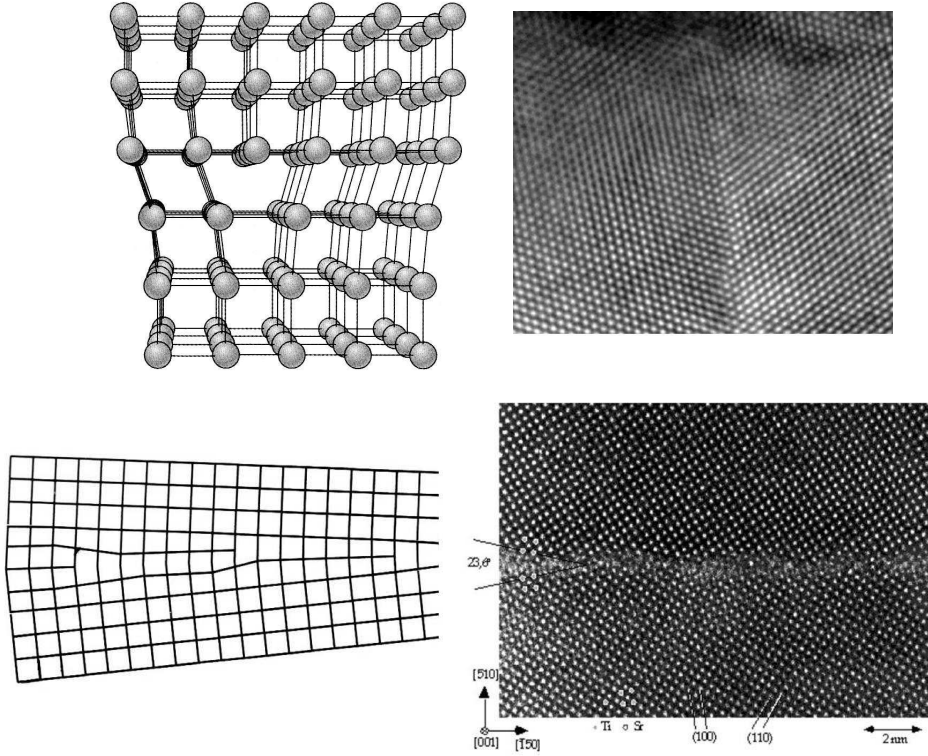 23,6°
[510]
[001]
[1̄50]
Ti
Sr
(100)
(110)
2 nm